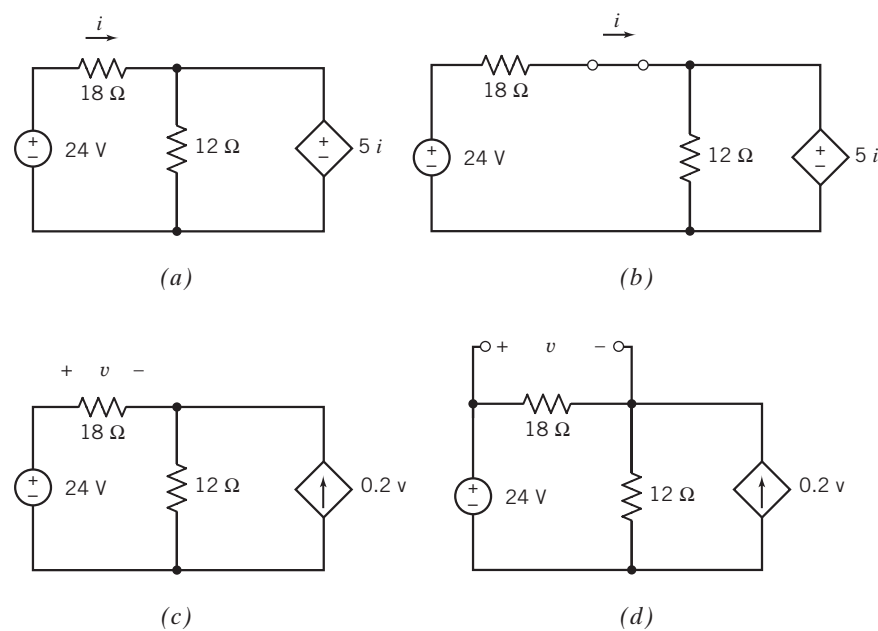 i i
18 Ω 18 Ω
+ − 24 V 12 Ω + − 5 i + − 24 V 12 Ω + − 5 i
(a) (b)
+ v − + v −
18 Ω 18 Ω
+ − 24 V 12 Ω 0.2 v + − 24 V 12 Ω 0.2 v
(c) (d)